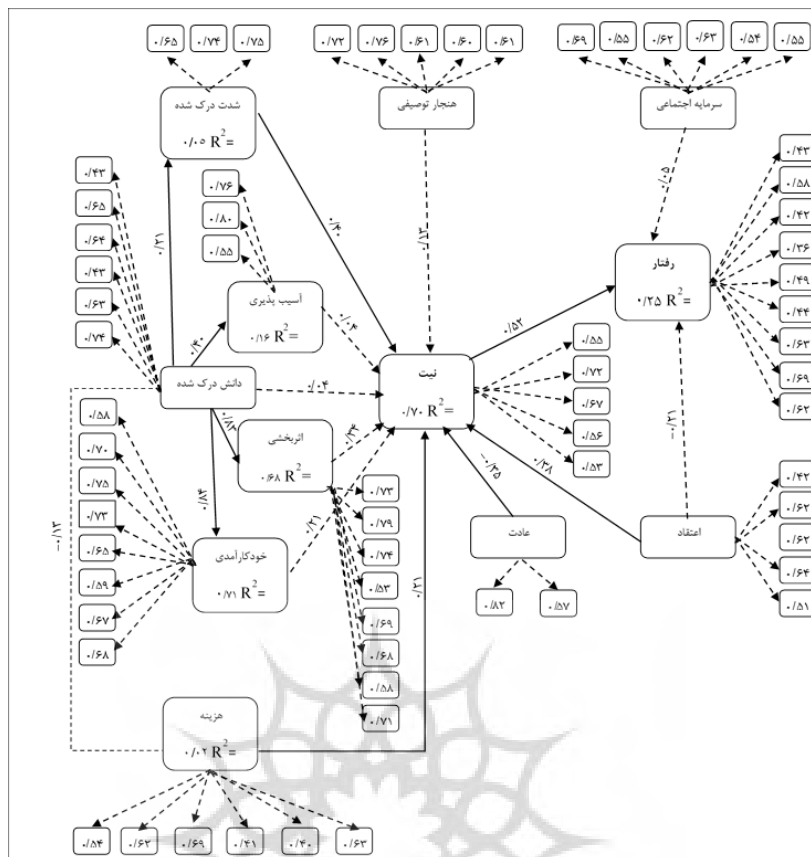 ۰/۶۵ ۰/۷۴ ۰/۷۵
۰/۷۲ ۰/۷۶ ۰/۶۱ ۰/۶۰ ۰/۶۱
۰/۶۹ ۰/۵۵ ۰/۶۲ ۰/۶۳ ۰/۵۴ ۰/۵۵
شدت درک شده
۰/۰۵ R²=
هنجار توصیفی
سرمایه اجتماعی
۰/۴۳
۰/۶۵
۰/۶۴
۰/۴۳
۰/۶۳
۰/۷۴
۰/۲۱
۰/۷۶
۰/۸۰
۰/۵۵
۰/۴۰
۰/۱۳
۰/۰۵
۰/۴۳
۰/۵۸
۰/۴۲
۰/۳۶
۰/۴۹
۰/۴۴
۰/۶۳
۰/۶۹
۰/۶۲
رفتار
۰/۲۵ R²=
آسیب پذیری
۰/۱۶ R²=
۰/۴۰
۰/۰۴
۰/۵۲
نیت
۰/۷۰ R²=
۰/۵۵
۰/۷۲
۰/۶۷
۰/۵۶
۰/۵۳
دانش درک شده
۰/۰۴
۰/۸۳
اثربخشی
۰/۶۸ R²=
۰/۳۴
۰/۸۴
۰/۲۱
-۰/۳۵
۰/۳۸
-۰/۲۱
۰/۵۸
۰/۷۰
۰/۷۵
۰/۷۳
۰/۶۵
۰/۵۹
۰/۶۷
۰/۶۸
خودکارآمدی
۰/۷۱ R²=
۰/۷۳
۰/۷۹
۰/۷۴
۰/۵۳
۰/۶۹
۰/۶۸
۰/۵۸
۰/۷۱
۰/۲۱
عادت
۰/۸۲ ۰/۵۷
اعتقاد
۰/۴۲
۰/۶۲
۰/۶۲
۰/۶۴
۰/۵۱
-۰/۱۳
هزینه
۰/۰۲ R²=
۰/۵۴ ۰/۶۲ ۰/۶۹ ۰/۴۱ ۰/۴۰ ۰/۶۳